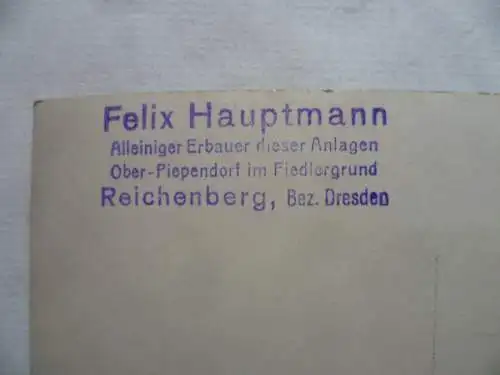 Felix Hauptmann
Alleiniger Erbauer dieser Anlagen
Ober-Piependorf im Fiedlergrund
Reichenberg, Bez. Dresden